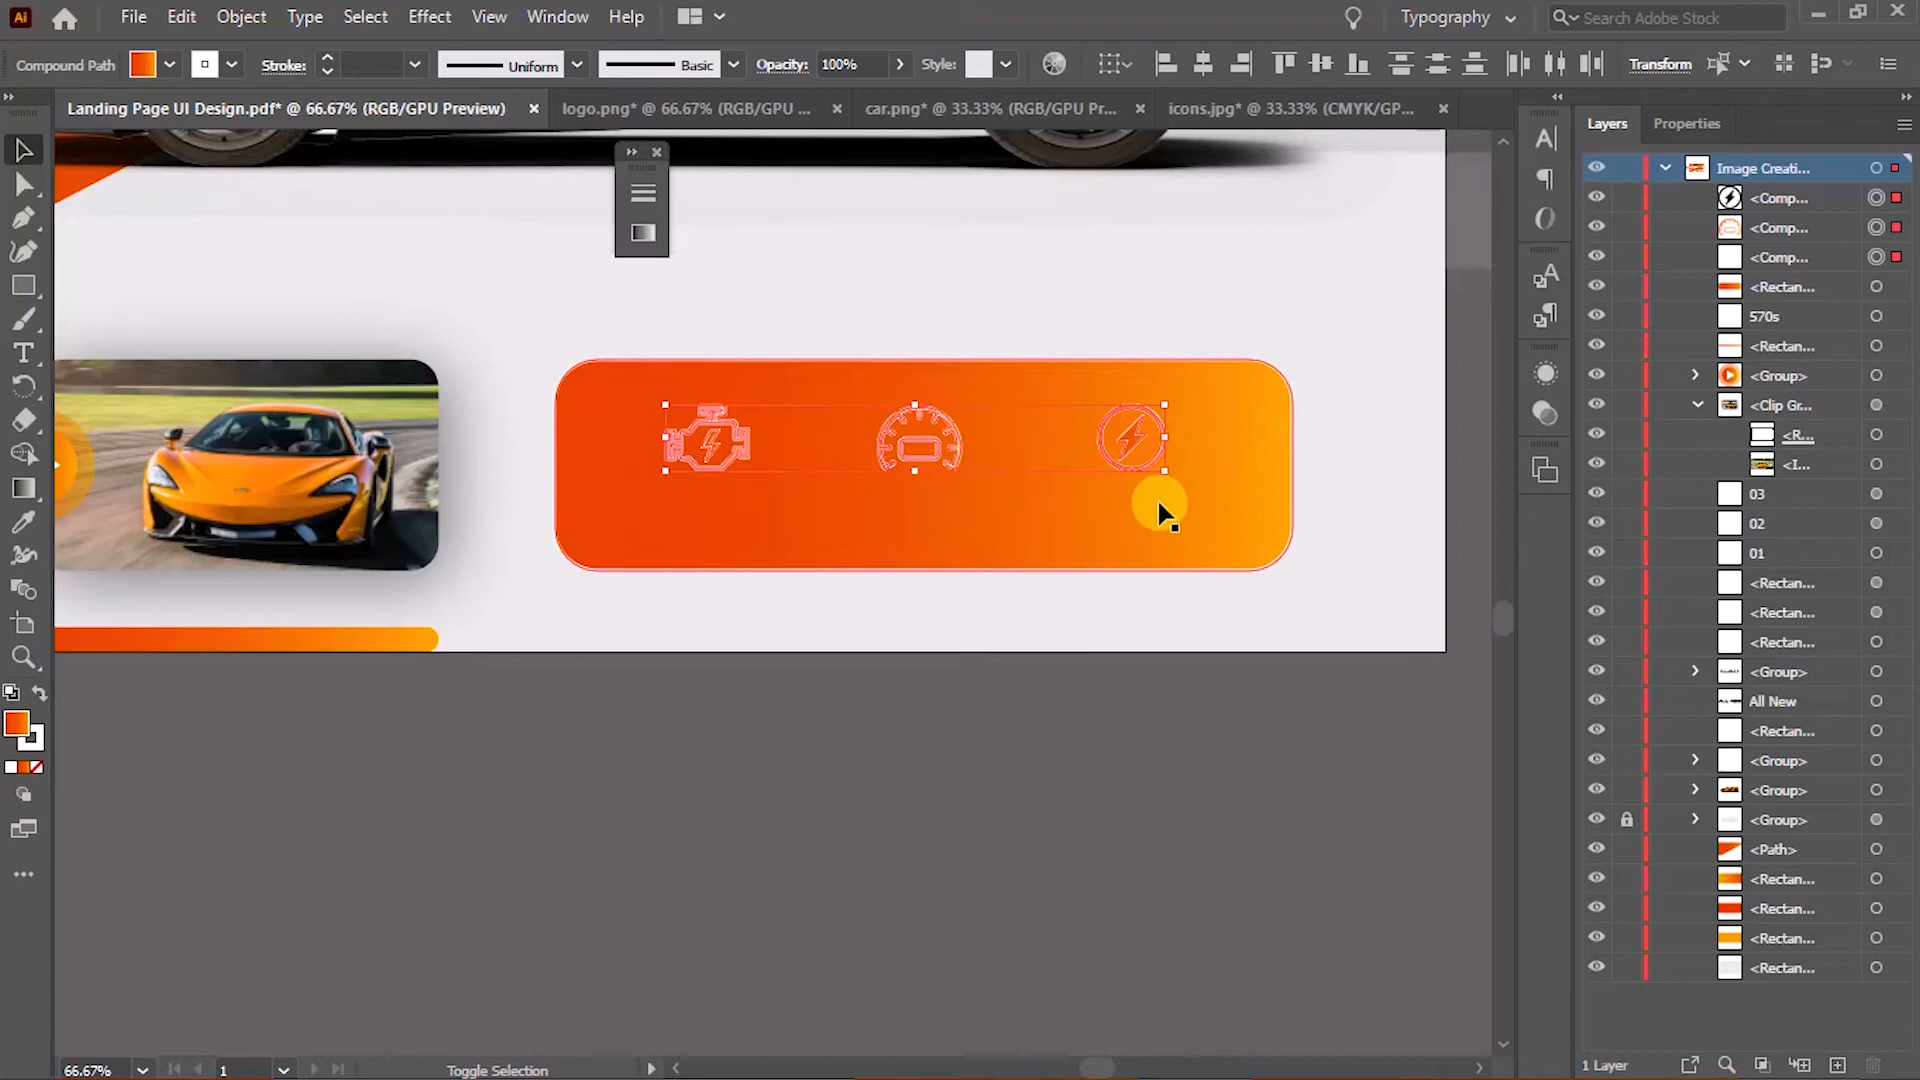 Ai
File Edit Object Type Select Effect View Window Help
Typography
Search Adobe Stock
Compound Path
Stroke:
Uniform
Basic
Opacity: 100%
Style:
Transform
Landing Page UI Design.pdf* @ 66.67% (RGB/GPU Preview)
logo.png* @ 66.67% (RGB/GPU ...
car.png* @ 33.33% (RGB/GPU Pr...
icons.jpg* @ 33.33% (CMYK/GP...
Layers Properties
Image Creati...
<Comp...
<Comp...
<Comp...
<Rectan...
570s
<Rectan...
<Group>
<Clip Gr...
<R...
<I...
03
02
01
<Rectan...
<Rectan...
<Rectan...
<Group>
All New
<Rectan...
<Group>
<Group>
<Group>
<Path>
<Rectan...
<Rectan...
<Rectan...
<Rectan...
66.67%
1
Toggle Selection
1 Layer